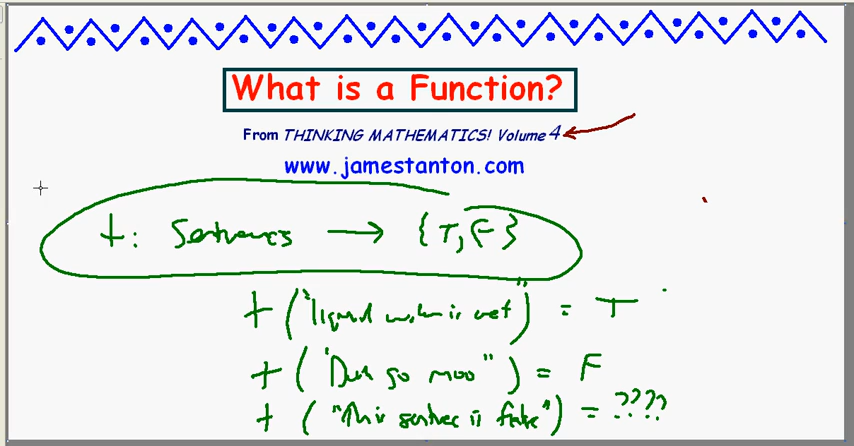 What is a Function?
From THINKING MATHEMATICS! Volume 4
www.jamestanton.com
t: Sentences → {T, F}
t ("liquid water is wet") = T
t ("Ducks go moo") = F
t ("This sentence is false") = ????